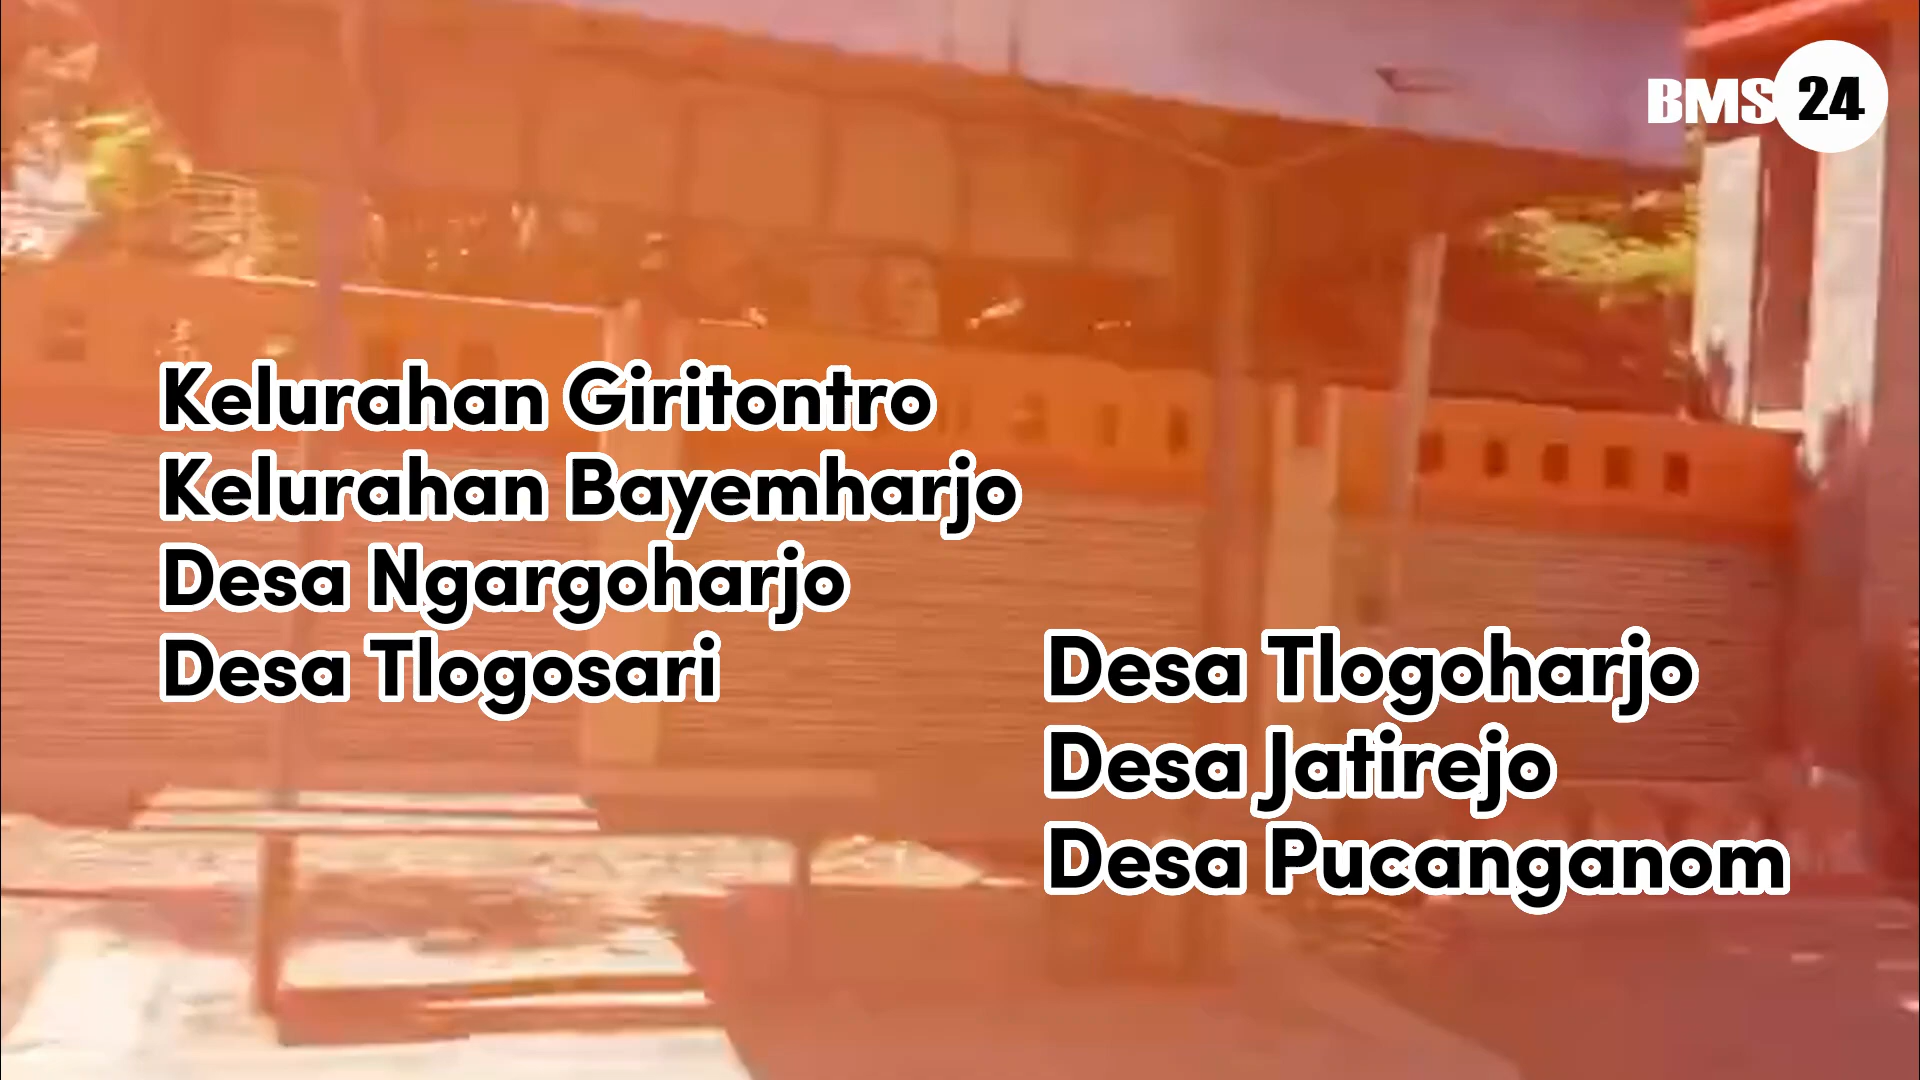 BMS 24
Kelurahan Giritontro
Kelurahan Bayemharjo
Desa Ngargoharjo
Desa Tlogosari
Desa Tlogoharjo
Desa Jatirejo
Desa Pucanganom